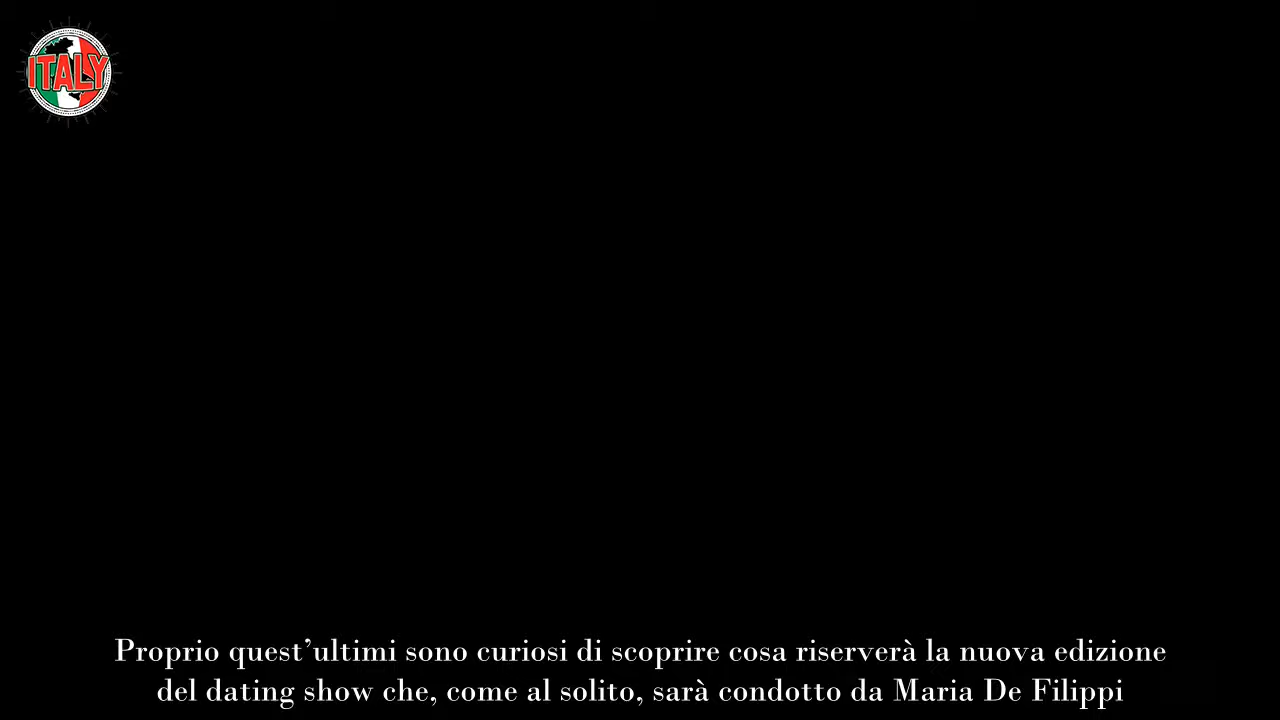 ITALY
Proprio quest’ultimi sono curiosi di scoprire cosa riserverà la nuova edizione
del dating show che, come al solito, sarà condotto da Maria De Filippi